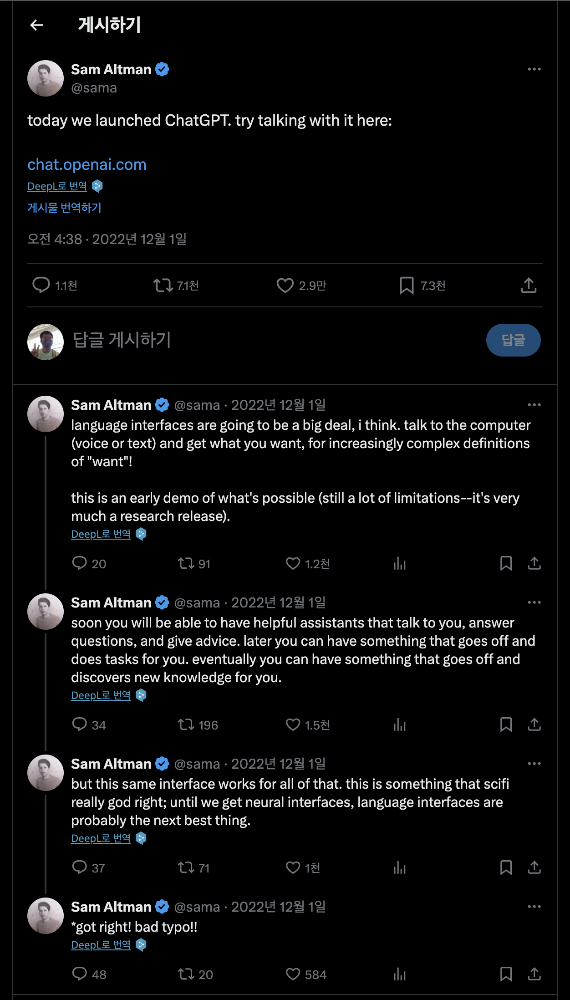 게시하기
Sam Altman
@sama
today we launched ChatGPT. try talking with it here:
chat.openai.com
DeepL로 번역
게시물 번역하기
오전 4:38 · 2022년 12월 1일
1.1천 7.1천 2.9만 7.3천
답글 게시하기 답글
Sam Altman @sama · 2022년 12월 1일
language interfaces are going to be a big deal, i think. talk to the computer
(voice or text) and get what you want, for increasingly complex definitions
of "want"!
this is an early demo of what's possible (still a lot of limitations--it's very
much a research release).
DeepL로 번역
20 91 1.2천
Sam Altman @sama · 2022년 12월 1일
soon you will be able to have helpful assistants that talk to you, answer
questions, and give advice. later you can have something that goes off and
does tasks for you. eventually you can have something that goes off and
discovers new knowledge for you.
DeepL로 번역
34 196 1.5천
Sam Altman @sama · 2022년 12월 1일
but this same interface works for all of that. this is something that scifi
really god right; until we get neural interfaces, language interfaces are
probably the next best thing.
DeepL로 번역
37 71 1천
Sam Altman @sama · 2022년 12월 1일
*got right! bad typo!!
DeepL로 번역
48 20 584